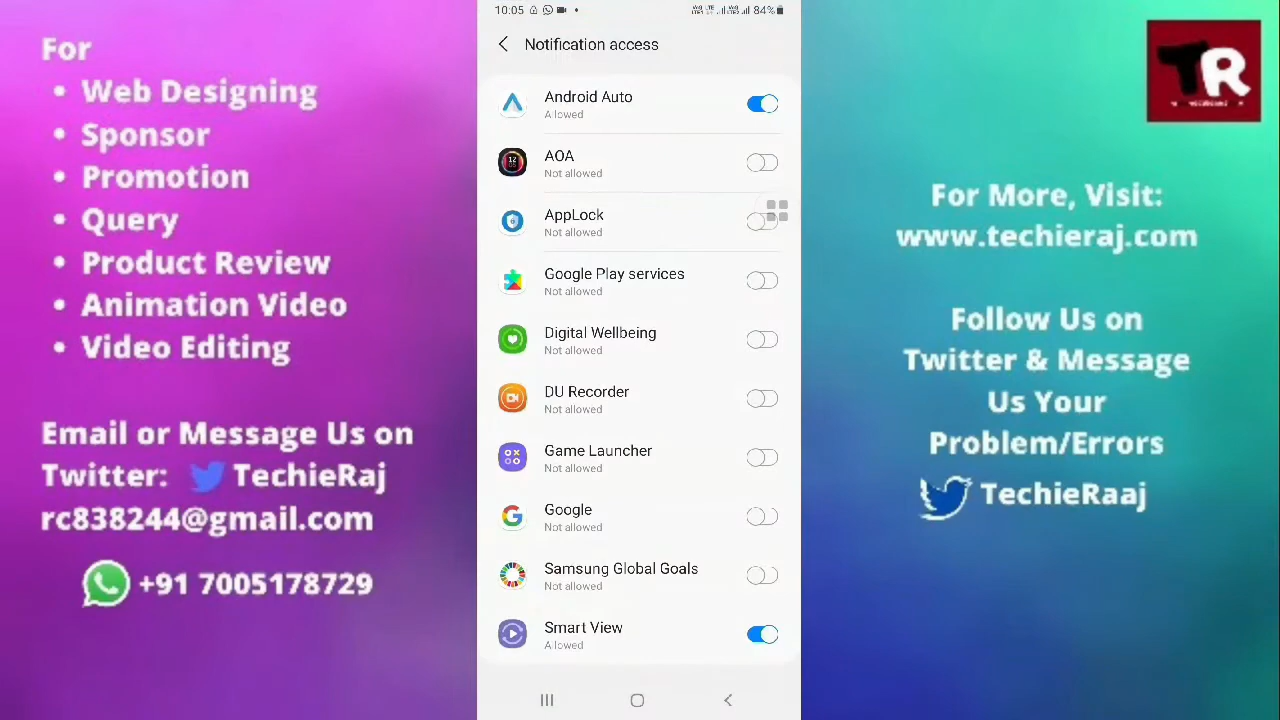 For
• Web Designing
• Sponsor
• Promotion
• Query
• Product Review
• Animation Video
• Video Editing
Email or Message Us on
Twitter: TechieRaj
rc838244@gmail.com
+91 7005178729
10:05
84%
Notification access
Android Auto
Allowed
AOA
Not allowed
AppLock
Not allowed
Google Play services
Not allowed
Digital Wellbeing
Not allowed
DU Recorder
Not allowed
Game Launcher
Not allowed
Google
Not allowed
Samsung Global Goals
Not allowed
Smart View
Allowed
TR
For More, Visit:
www.techieraj.com
Follow Us on
Twitter & Message
Us Your
Problem/Errors
TechieRaaj